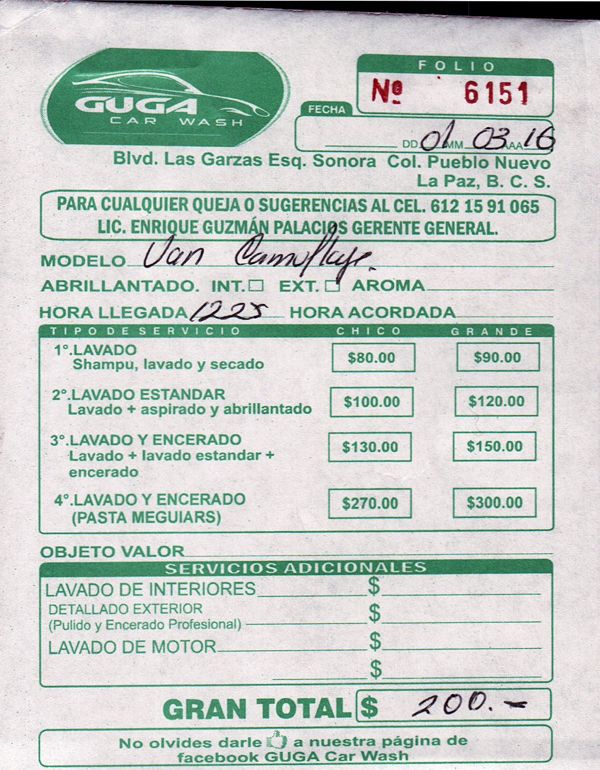 GUGA
CAR WASH
FOLIO
Nº 6151
FECHA
DD 01 MM 03 AAA 16
Blvd. Las Garzas Esq. Sonora Col. Pueblo Nuevo
La Paz, B. C. S.
PARA CUALQUIER QUEJA O SUGERENCIAS AL CEL. 612 15 91 065
LIC. ENRIQUE GUZMÁN PALACIOS GERENTE GENERAL.
MODELO Van Camuflaje.
ABRILLANTADO. INT.☐ EXT.☐ AROMA
HORA LLEGADA 1225 HORA ACORDADA
TIPO DE SERVICIO CHICO GRANDE
1°.LAVADO $80.00 $90.00
Shampu, lavado y secado
2°.LAVADO ESTANDAR $100.00 $120.00
Lavado + aspirado y abrillantado
3°.LAVADO Y ENCERADO $130.00 $150.00
Lavado + lavado estandar +
encerado
4°.LAVADO Y ENCERADO $270.00 $300.00
(PASTA MEGUIARS)
OBJETO VALOR
SERVICIOS ADICIONALES
LAVADO DE INTERIORES $
DETALLADO EXTERIOR $
(Pulido y Encerado Profesional)
LAVADO DE MOTOR $
$
GRAN TOTAL $ 200.-
No olvides darle a nuestra página de
facebook GUGA Car Wash